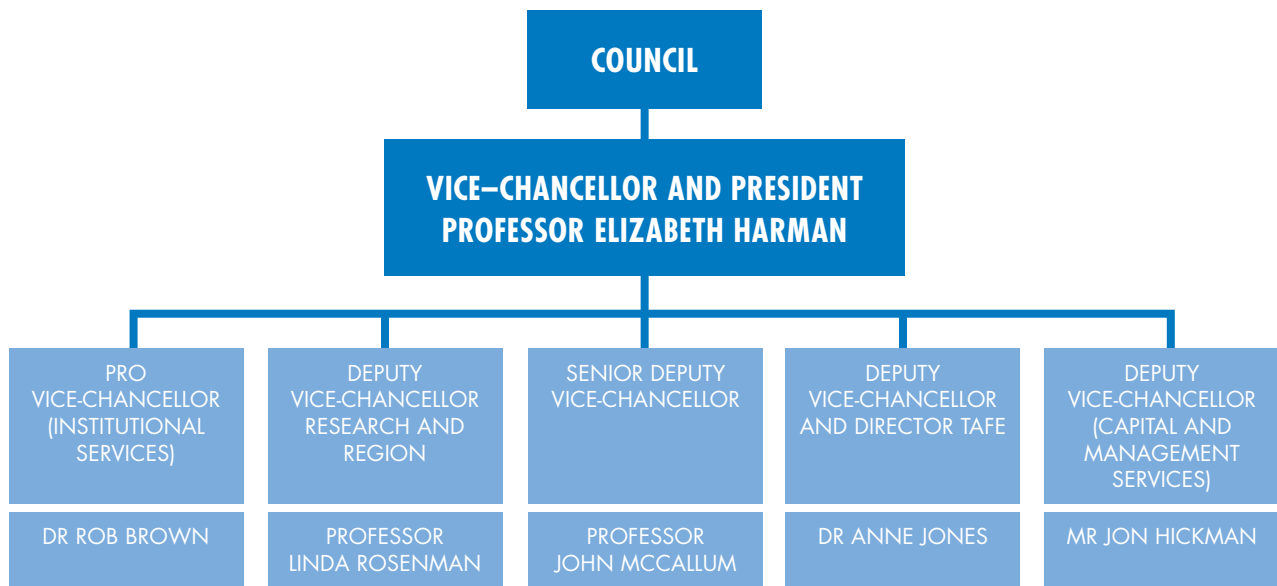 COUNCIL
VICE–CHANCELLOR AND PRESIDENT
PROFESSOR ELIZABETH HARMAN
PRO
VICE-CHANCELLOR
(INSTITUTIONAL
SERVICES)
DR ROB BROWN
DEPUTY
VICE-CHANCELLOR
RESEARCH AND
REGION
PROFESSOR
LINDA ROSENMAN
SENIOR DEPUTY
VICE-CHANCELLOR
PROFESSOR
JOHN MCCALLUM
DEPUTY
VICE-CHANCELLOR
AND DIRECTOR TAFE
DR ANNE JONES
DEPUTY
VICE-CHANCELLOR
(CAPITAL AND
MANAGEMENT
SERVICES)
MR JON HICKMAN